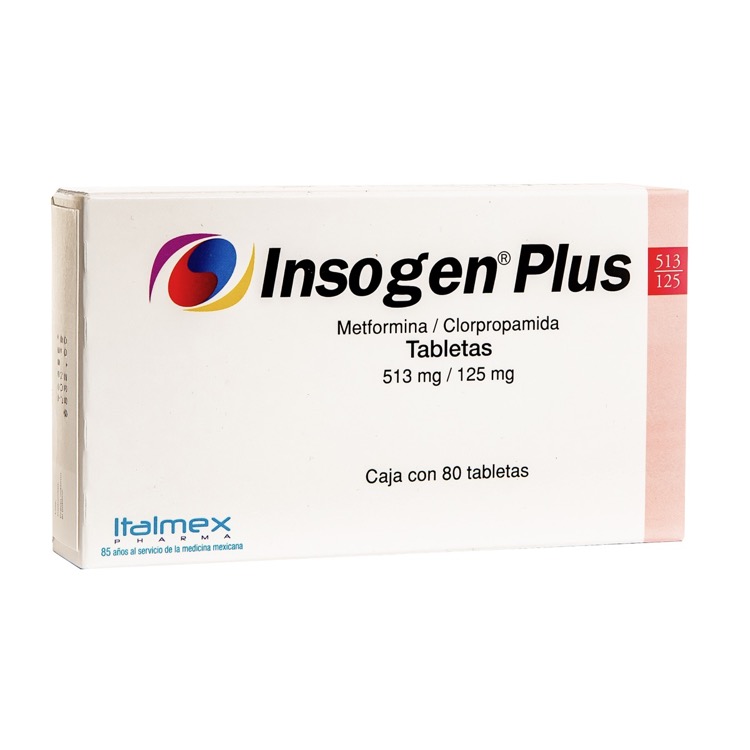 Insogen® Plus
513
125
Metformina / Clorpropamida
Tabletas
513 mg / 125 mg
Caja con 80 tabletas
Italmex
PHARMA
85 años al servicio de la medicina mexicana